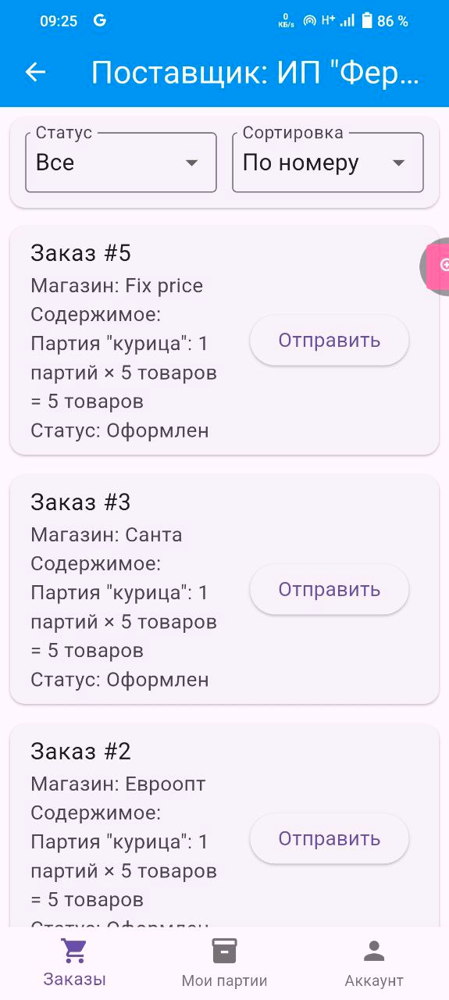 09:25 G 0 КБ/s H+ 86 %
Поставщик: ИП "Фер...
Статус Сортировка
Все По номеру
Заказ #5
Магазин: Fix price
Содержимое:
Партия "курица": 1
партий × 5 товаров
= 5 товаров
Статус: Оформлен
Отправить
Заказ #3
Магазин: Санта
Содержимое:
Партия "курица": 1
партий × 5 товаров
= 5 товаров
Статус: Оформлен
Отправить
Заказ #2
Магазин: Евроопт
Содержимое:
Партия "курица": 1
партий × 5 товаров
= 5 товаров
Отправить
Заказы Мои партии Аккаунт